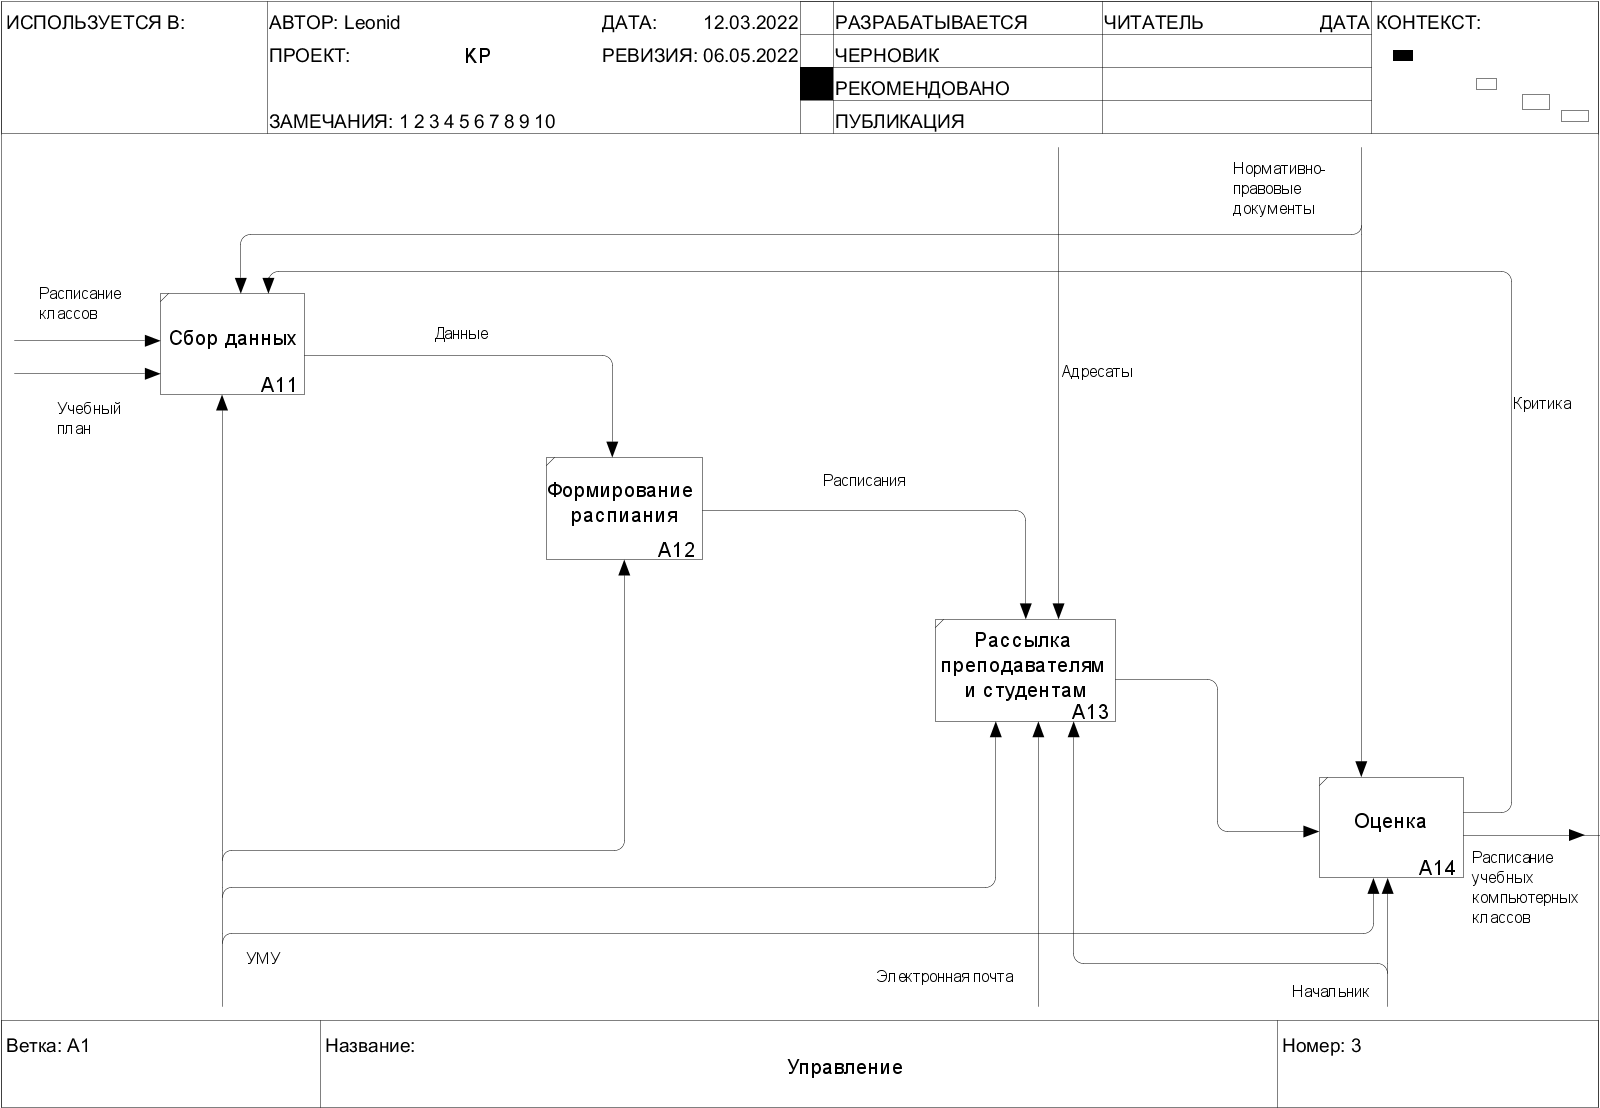 ИСПОЛЬЗУЕТСЯ В:
АВТОР: Leonid
ДАТА: 12.03.2022
ПРОЕКТ: КР
РЕВИЗИЯ: 06.05.2022
ЗАМЕЧАНИЯ: 1 2 3 4 5 6 7 8 9 10
РАЗРАБАТЫВАЕТСЯ
ЧЕРНОВИК
РЕКОМЕНДОВАНО
ПУБЛИКАЦИЯ
ЧИТАТЕЛЬ ДАТА
КОНТЕКСТ:
Нормативно-
правовые
документы
Расписание
классов
Сбор данных
A11
Данные
Учебный
план
Адресаты
Критика
Формирование
распиания
A12
Расписания
Рассылка
преподавателям
и студентам
A13
Оценка
A14
Расписание
учебных
компьютерных
классов
УМУ
Электронная почта
Начальник
Ветка: A1
Название:
Управление
Номер: 3